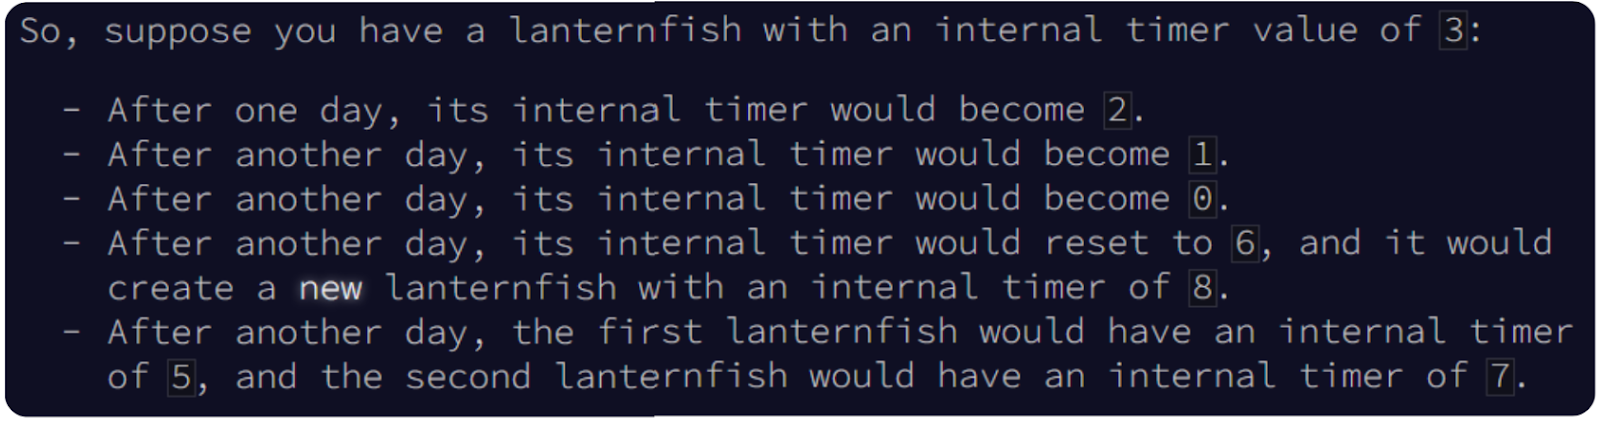 So, suppose you have a lanternfish with an internal timer value of 3:
- After one day, its internal timer would become 2.
- After another day, its internal timer would become 1.
- After another day, its internal timer would become 0.
- After another day, its internal timer would reset to 6, and it would
create a new lanternfish with an internal timer of 8.
- After another day, the first lanternfish would have an internal timer
of 5, and the second lanternfish would have an internal timer of 7.